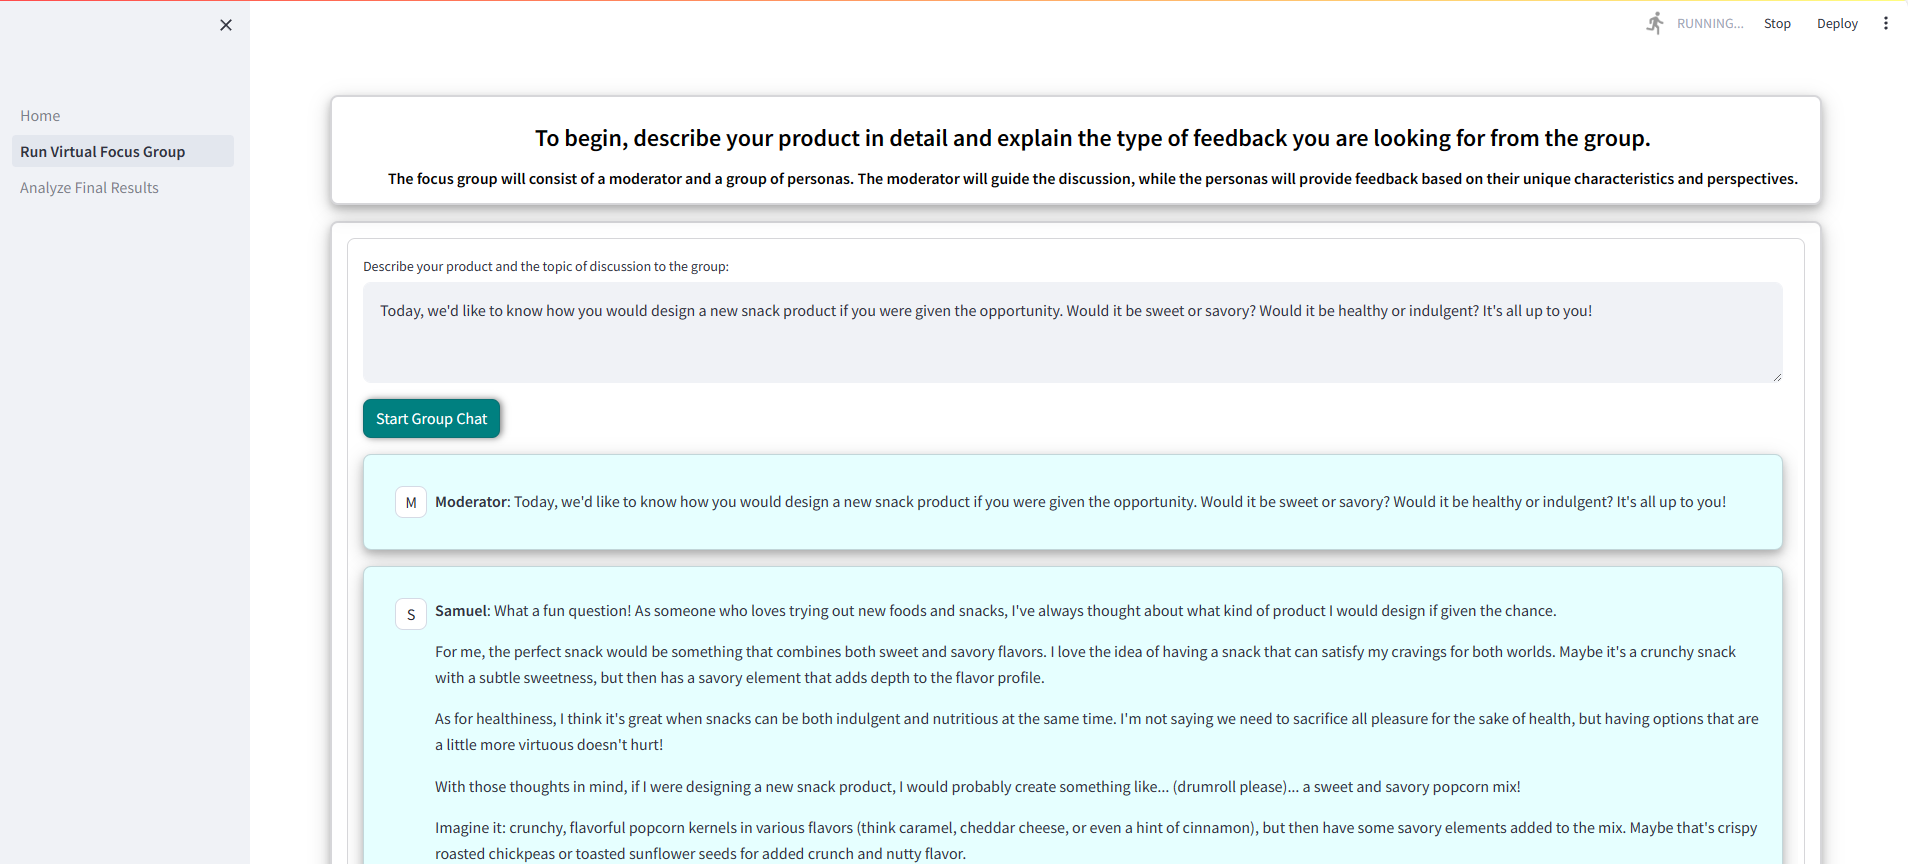 RUNNING...
Stop
Deploy
Home
Run Virtual Focus Group
Analyze Final Results
To begin, describe your product in detail and explain the type of feedback you are looking for from the group.
The focus group will consist of a moderator and a group of personas. The moderator will guide the discussion, while the personas will provide feedback based on their unique characteristics and perspectives.
Describe your product and the topic of discussion to the group:
Today, we'd like to know how you would design a new snack product if you were given the opportunity. Would it be sweet or savory? Would it be healthy or indulgent? It's all up to you!
Start Group Chat
M
Moderator: Today, we'd like to know how you would design a new snack product if you were given the opportunity. Would it be sweet or savory? Would it be healthy or indulgent? It's all up to you!
S
Samuel: What a fun question! As someone who loves trying out new foods and snacks, I've always thought about what kind of product I would design if given the chance.
For me, the perfect snack would be something that combines both sweet and savory flavors. I love the idea of having a snack that can satisfy my cravings for both worlds. Maybe it's a crunchy snack
with a subtle sweetness, but then has a savory element that adds depth to the flavor profile.
As for healthiness, I think it's great when snacks can be both indulgent and nutritious at the same time. I'm not saying we need to sacrifice all pleasure for the sake of health, but having options that are
a little more virtuous doesn't hurt!
With those thoughts in mind, if I were designing a new snack product, I would probably create something like... (drumroll please)... a sweet and savory popcorn mix!
Imagine it: crunchy, flavorful popcorn kernels in various flavors (think caramel, cheddar cheese, or even a hint of cinnamon), but then have some savory elements added to the mix. Maybe that's crispy
roasted chickpeas or toasted sunflower seeds for added crunch and nutty flavor.